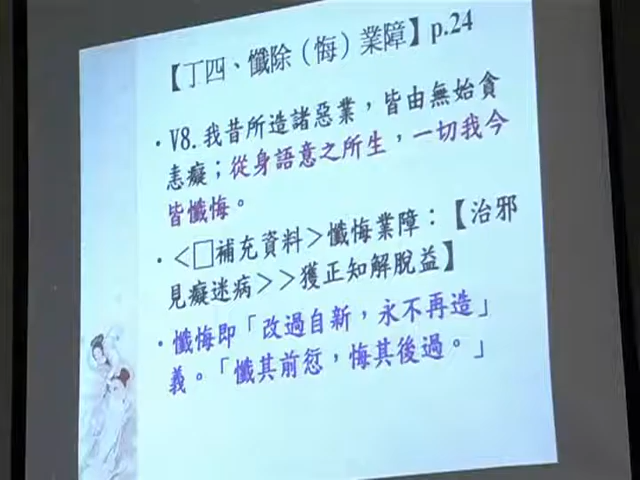 【丁四、懺除（悔）業障】p.24
・V8. 我昔所造諸惡業，皆由無始貪
恚癡；從身語意之所生，一切我今
皆懺悔。
・＜□補充資料＞懺悔業障：【治邪
見癡迷病＞＞獲正知解脫益】
・懺悔即「改過自新，永不再造」
義。「懺其前愆，悔其後過。」